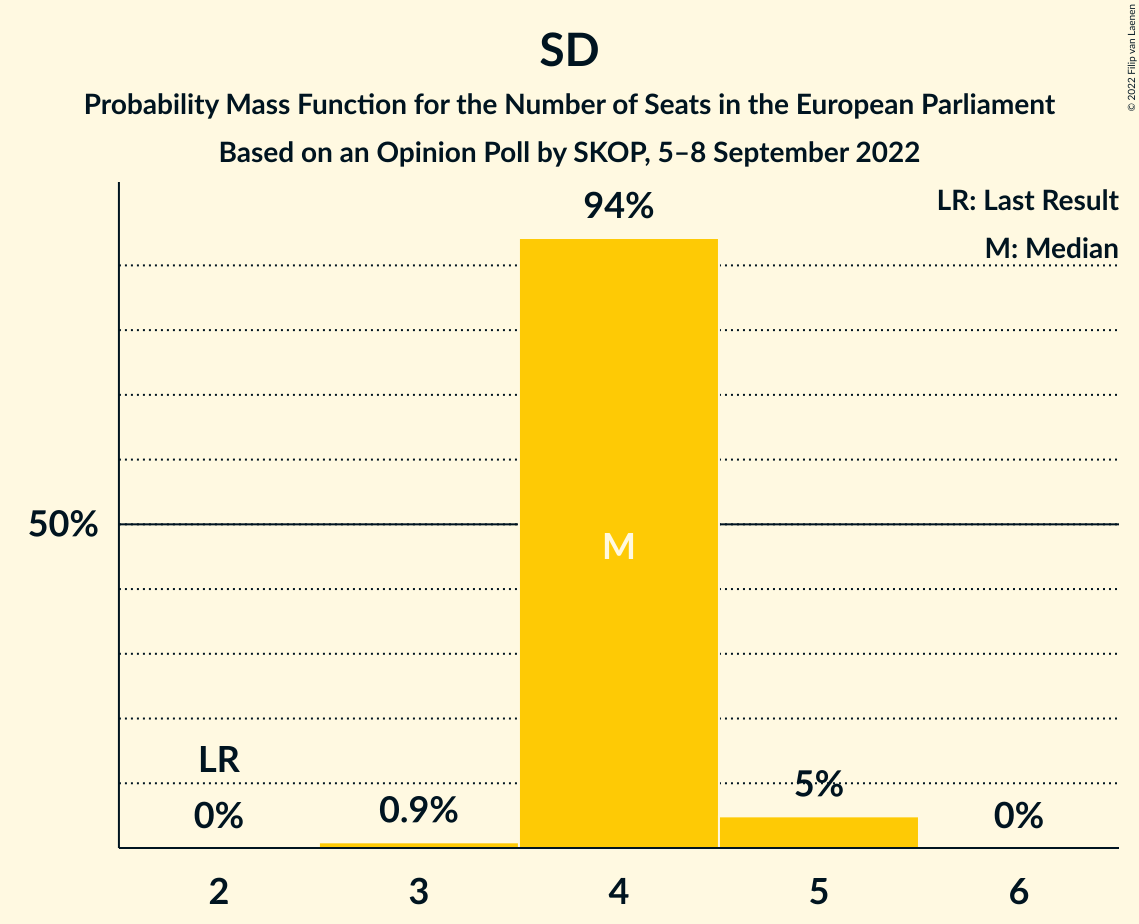 SD
Probability Mass Function for the Number of Seats in the European Parliament
Based on an Opinion Poll by SKOP, 5–8 September 2022
© 2022 Filip van Laenen
LR: Last Result
M: Median
94%
50%
M
LR
0%
0.9%
5%
0%
2
3
4
5
6